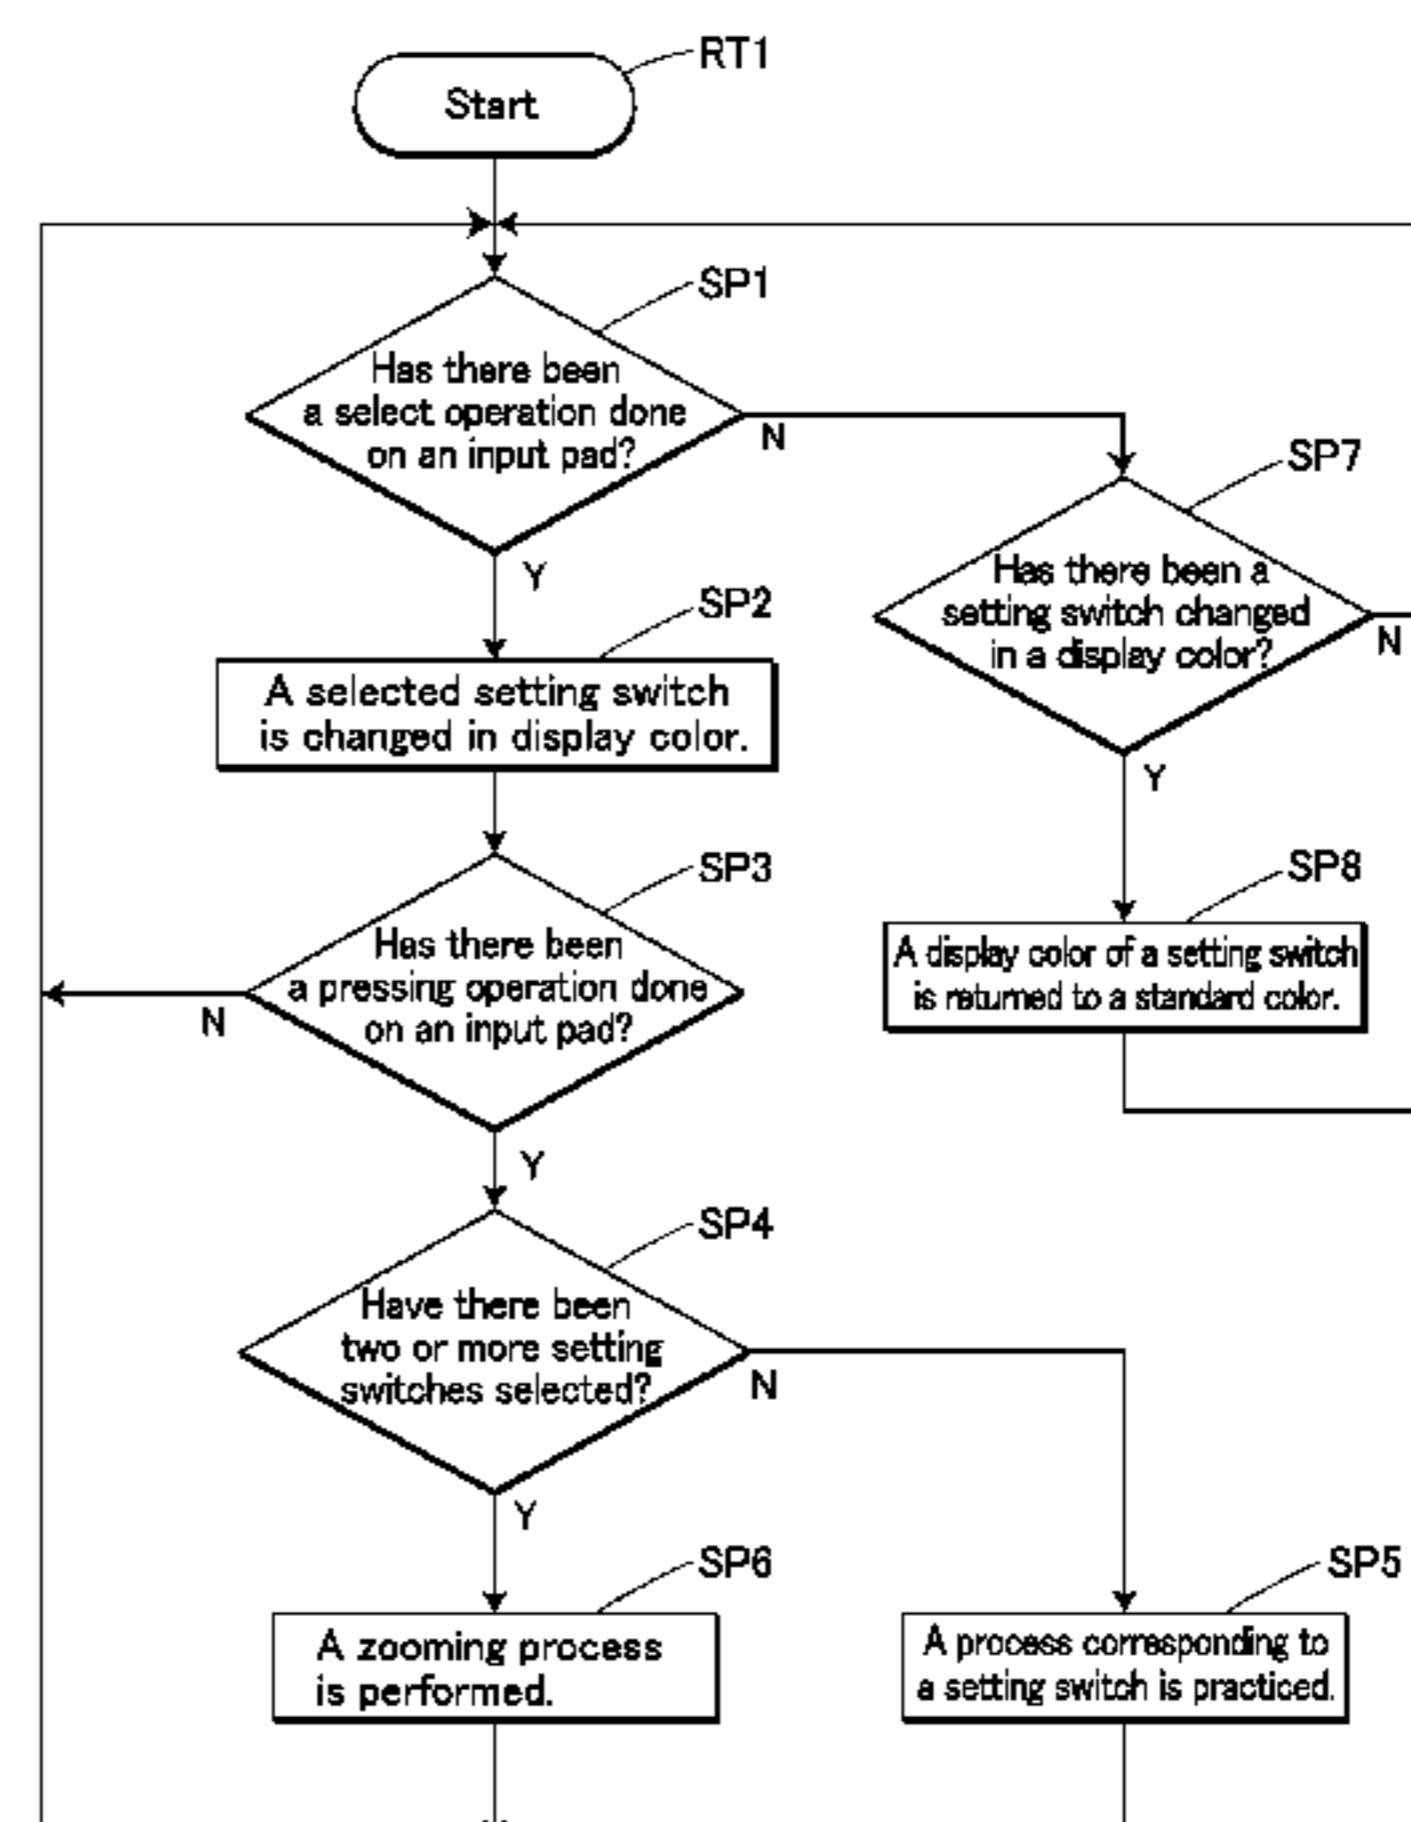 RT1
Start
SP1
Has there been
a select operation done
on an input pad?
N
Y
SP7
Has there been a
setting switch changed
in a display color?
N
Y
SP2
A selected setting switch
is changed in display color.
SP8
A display color of a setting switch
is returned to a standard color.
SP3
Has there been
a pressing operation done
on an input pad?
N
Y
SP4
Have there been
two or more setting
switches selected?
N
Y
SP6
A zooming process
is performed.
SP5
A process corresponding to
a setting switch is practiced.